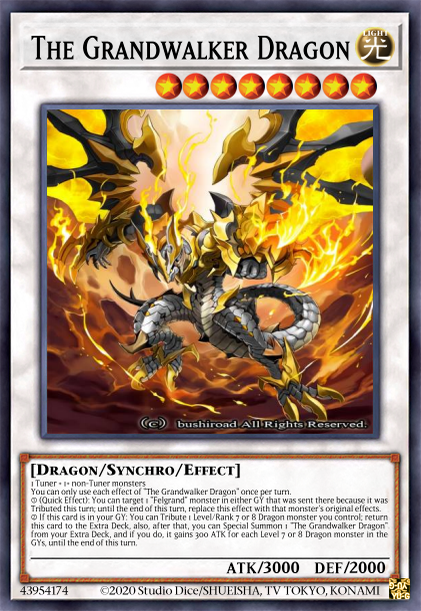 THE GRANDWALKER DRAGON
LIGHT
光
(c) bushiroad All Rights Reserved.
[DRAGON/SYNCHRO/EFFECT]
1 Tuner + 1+ non-Tuner monsters
You can only use each effect of "The Grandwalker Dragon" once per turn.
① (Quick Effect): You can target 1 "Felgrand" monster in either GY that was sent there because it was
Tributed this turn; until the end of this turn, replace this effect with that monster's original effects.
② If this card is in your GY: You can Tribute 1 Level/Rank 7 or 8 Dragon monster you control; return
this card to the Extra Deck, also, after that, you can Special Summon 1 "The Grandwalker Dragon"
from your Extra Deck, and if you do, it gains 300 ATK for each Level 7 or 8 Dragon monster in the
GYs, until the end of this turn.
ATK/3000 DEF/2000
43954174 ©2020 Studio Dice/SHUEISHA, TV TOKYO, KONAMI